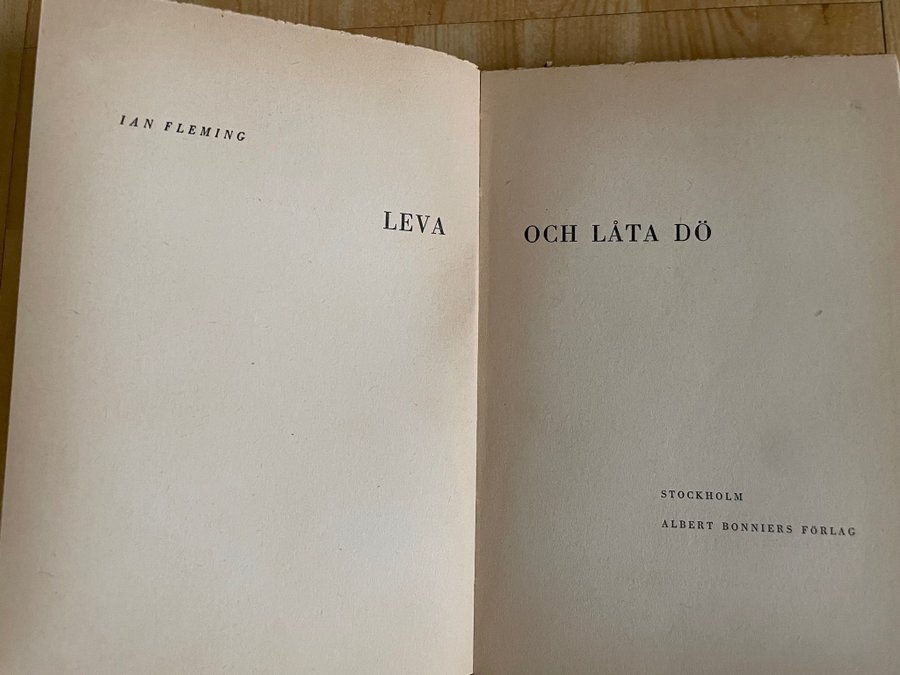 IAN FLEMING
LEVA OCH LÅTA DÖ
STOCKHOLM
ALBERT BONNIERS FÖRLAG